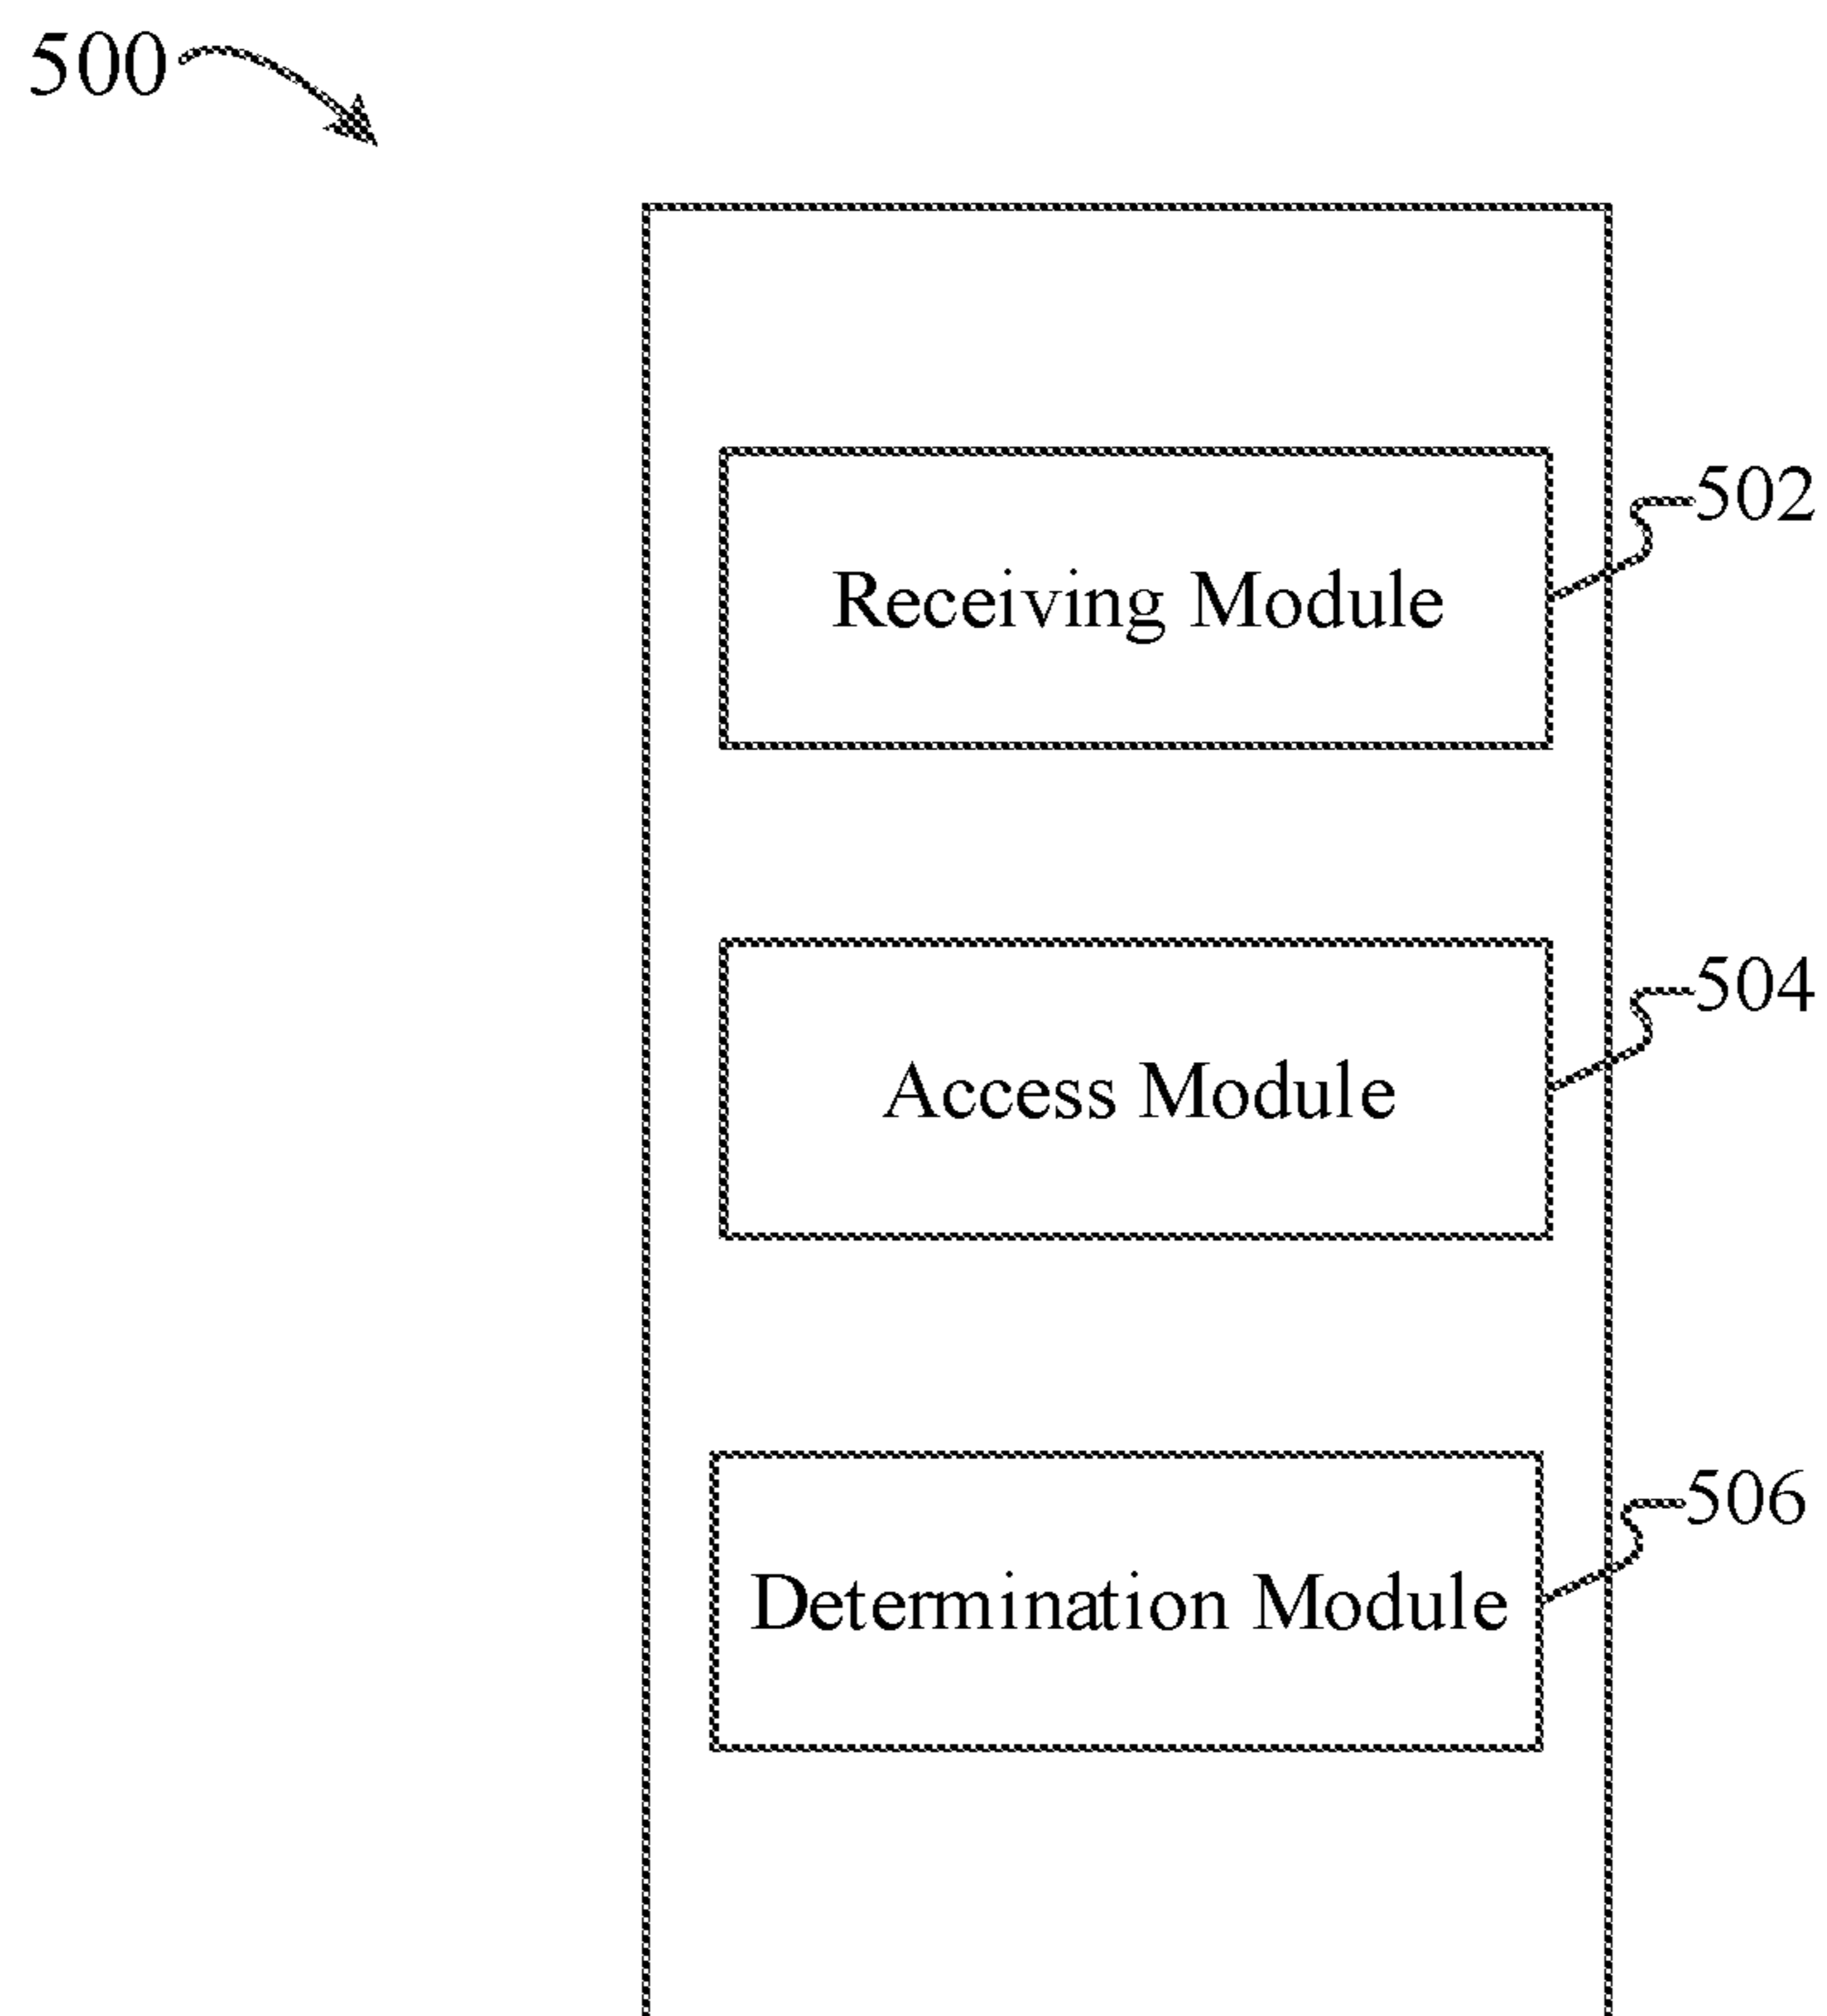 500
502
Receiving Module
504
Access Module
506
Determination Module